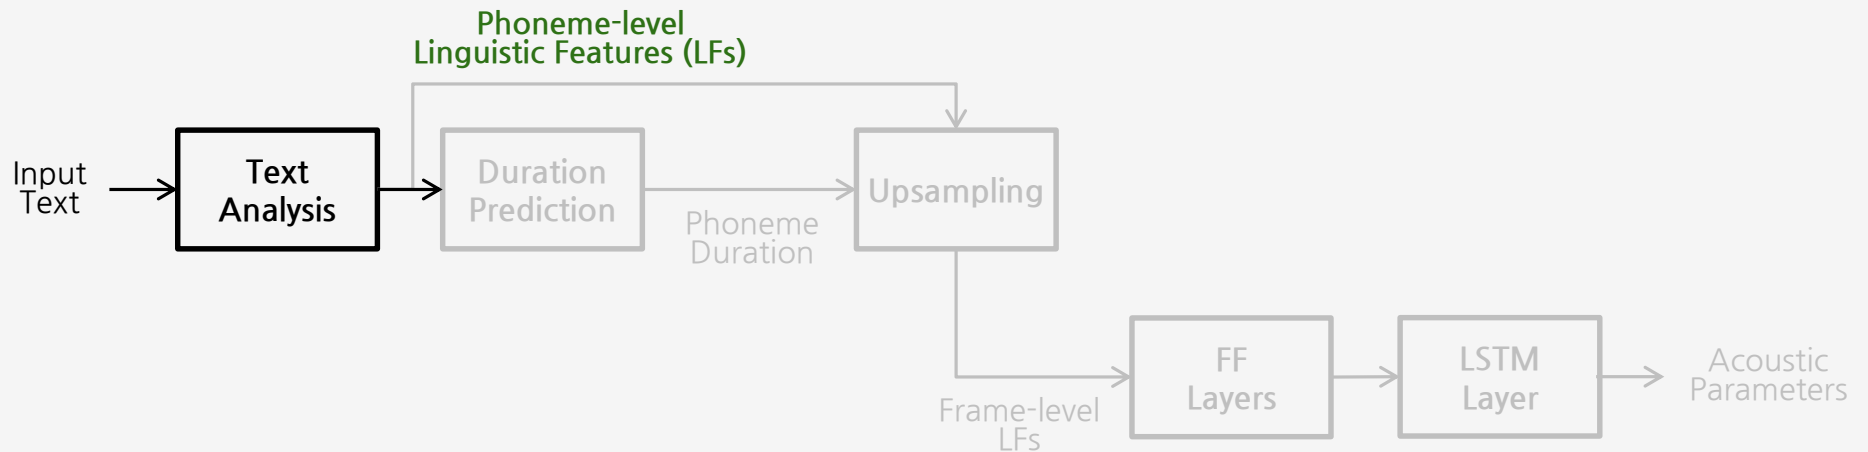 Phoneme-level
Linguistic Features (LFs)
Input
Text
Text
Analysis
Duration
Prediction
Phoneme
Duration
Upsampling
Frame-level
LFs
FF
Layers
LSTM
Layer
Acoustic
Parameters